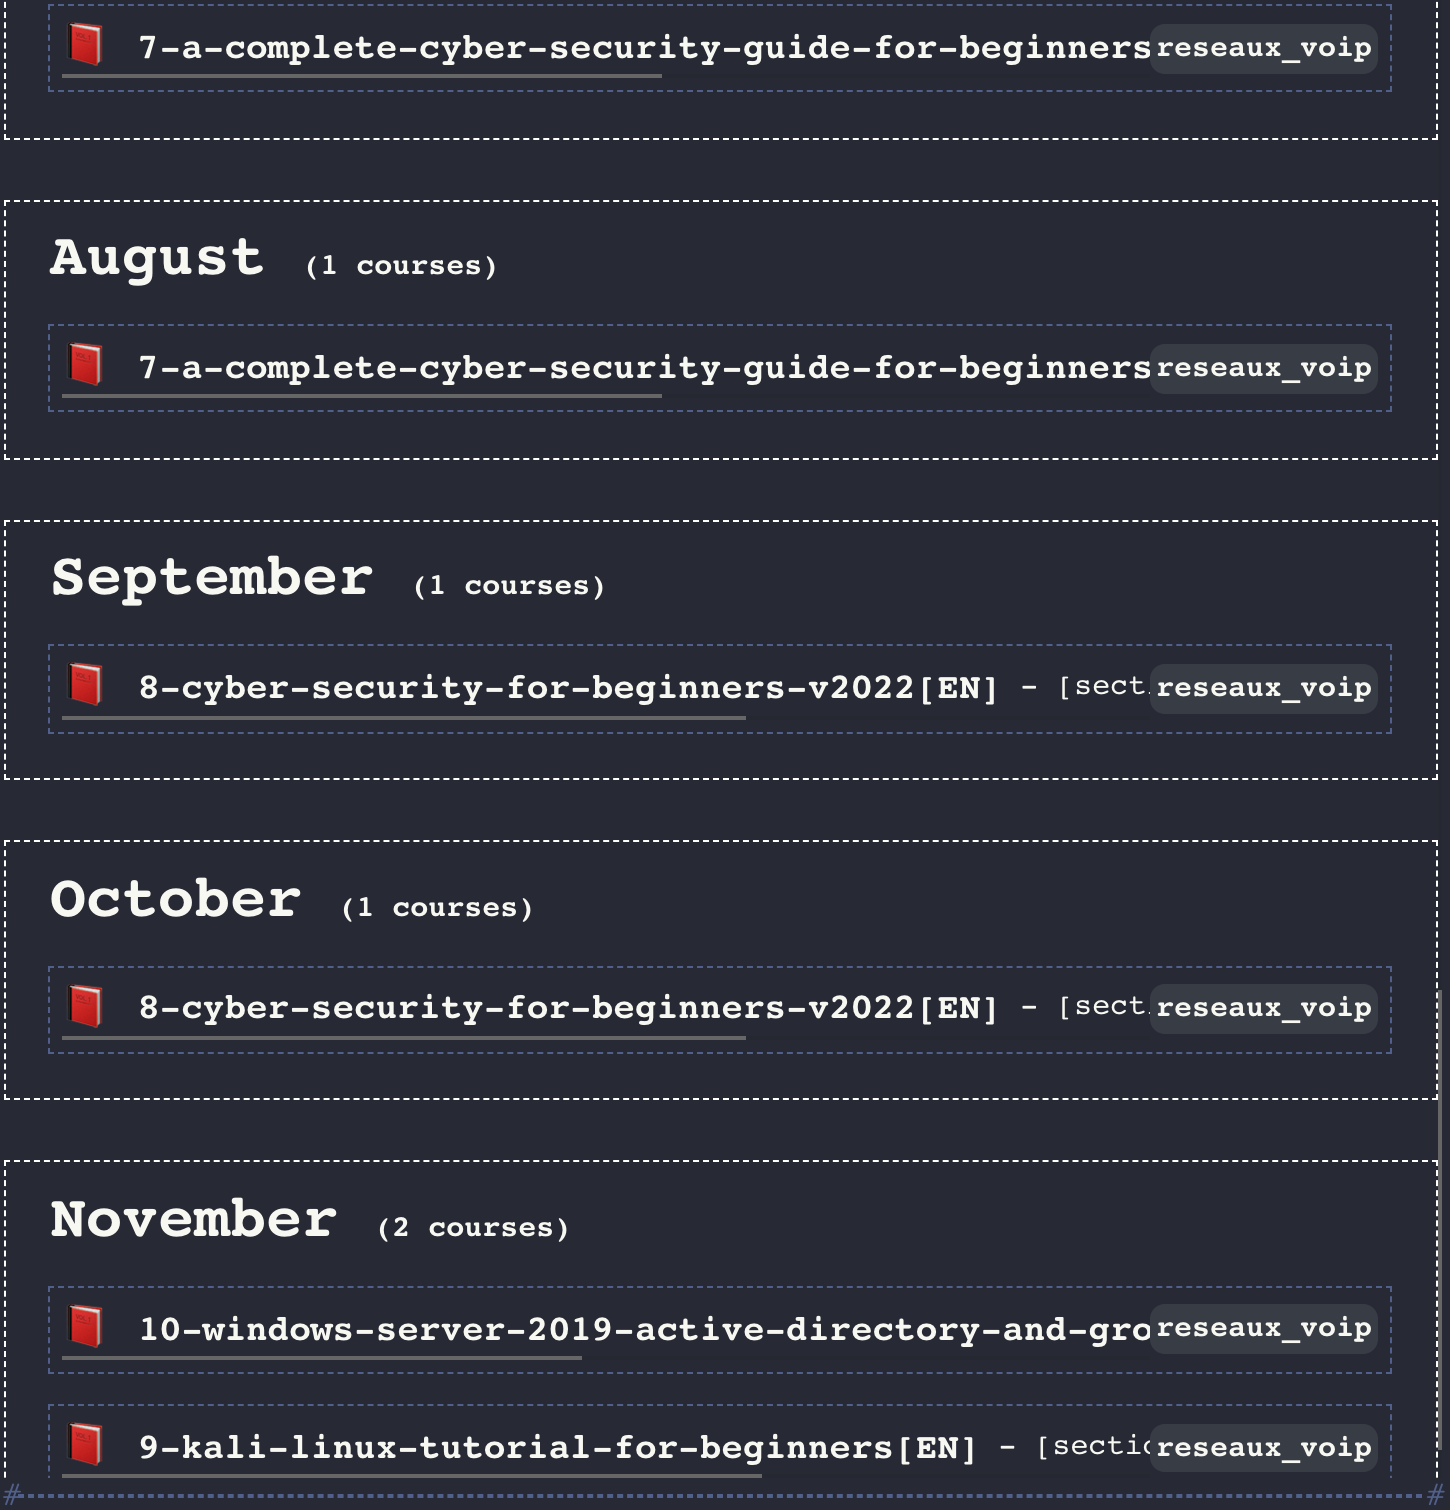 7-a-complete-cyber-security-guide-for-beginners reseaux_voip
August (1 courses)
7-a-complete-cyber-security-guide-for-beginners reseaux_voip
September (1 courses)
8-cyber-security-for-beginners-v2022[EN] - [sect reseaux_voip
October (1 courses)
8-cyber-security-for-beginners-v2022[EN] - [sect reseaux_voip
November (2 courses)
10-windows-server-2019-active-directory-and-gro reseaux_voip
9-kali-linux-tutorial-for-beginners[EN] - [sectio reseaux_voip
# #